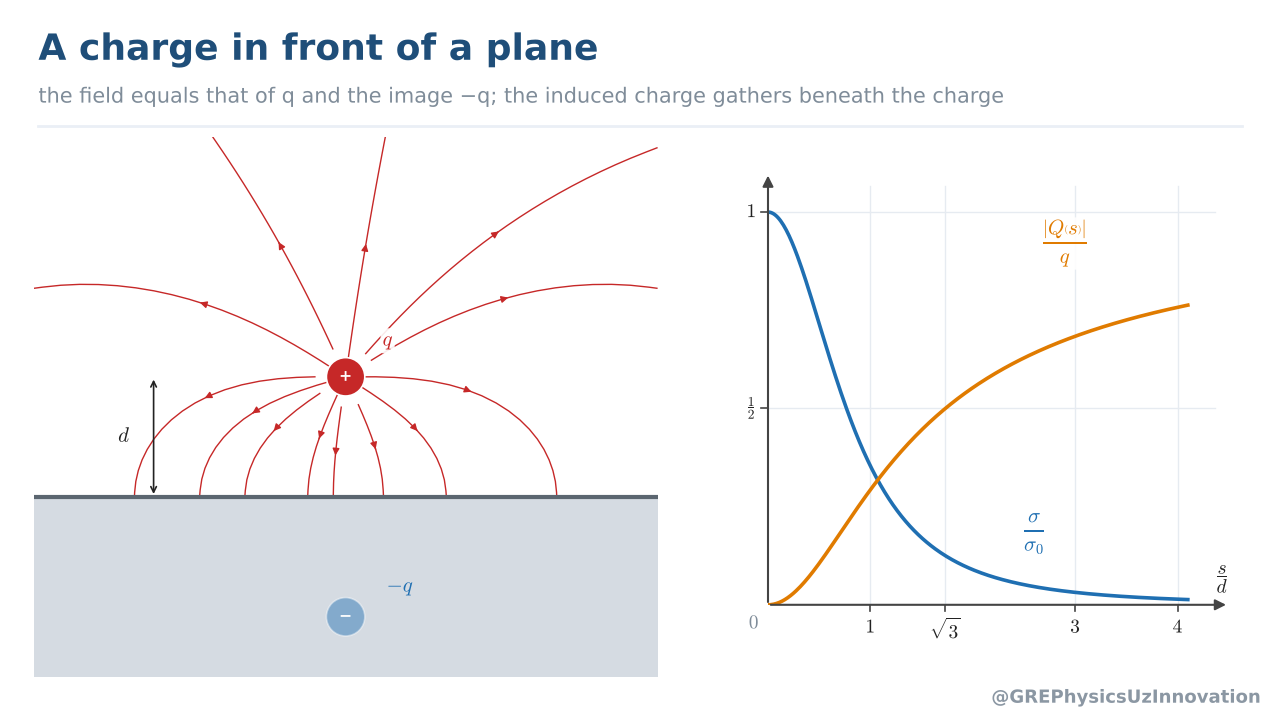 A charge in front of a plane
the field equals that of q and the image −q; the induced charge gathers beneath the charge
q
+
d
−q
−
1
1/2
0
1
√3
3
4
|Q(s)|/q
σ/σ₀
s/d
@GREPhysicsUzInnovation